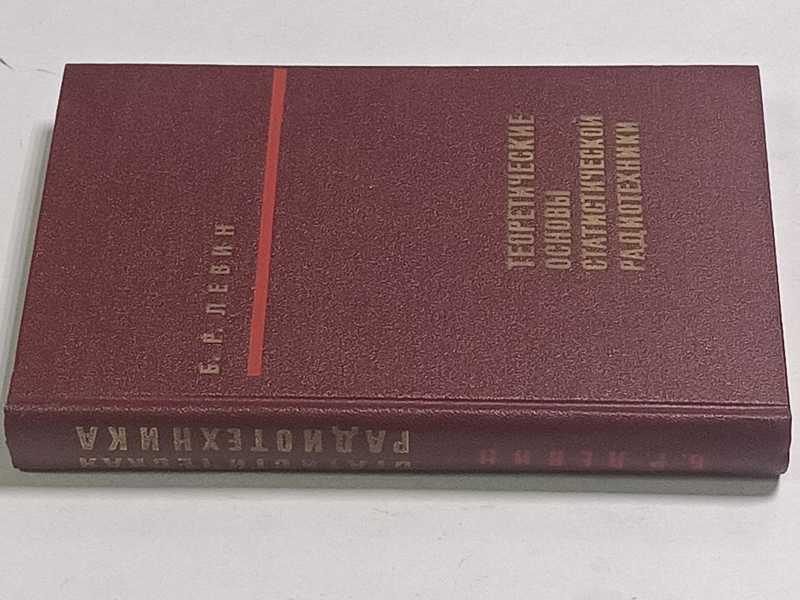 Б. Р. ЛЕВИН
ТЕОРЕТИЧЕСКИЕ
ОСНОВЫ
СТАТИСТИЧЕСКОЙ
РАДИОТЕХНИКИ
Б. Р. ЛЕВИН
РАДИОТЕХНИКА